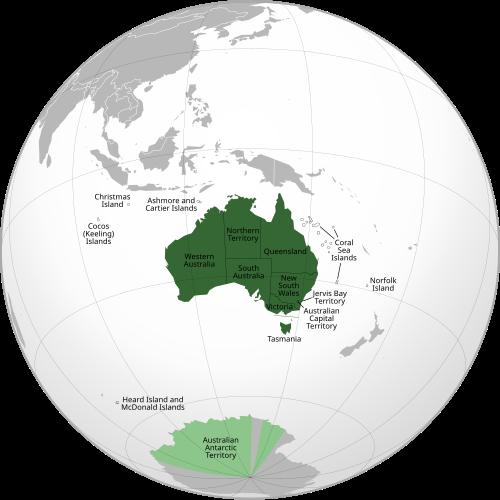 Christmas
Island
Ashmore and
Cartier Islands
Cocos
(Keeling)
Islands
Northern
Territory
Western
Australia
Queensland
South
Australia
New
South
Wales
Victoria
Tasmania
Coral
Sea
Islands
Norfolk
Island
Jervis Bay
Territory
Australian
Capital
Territory
Heard Island and
McDonald Islands
Australian
Antarctic
Territory